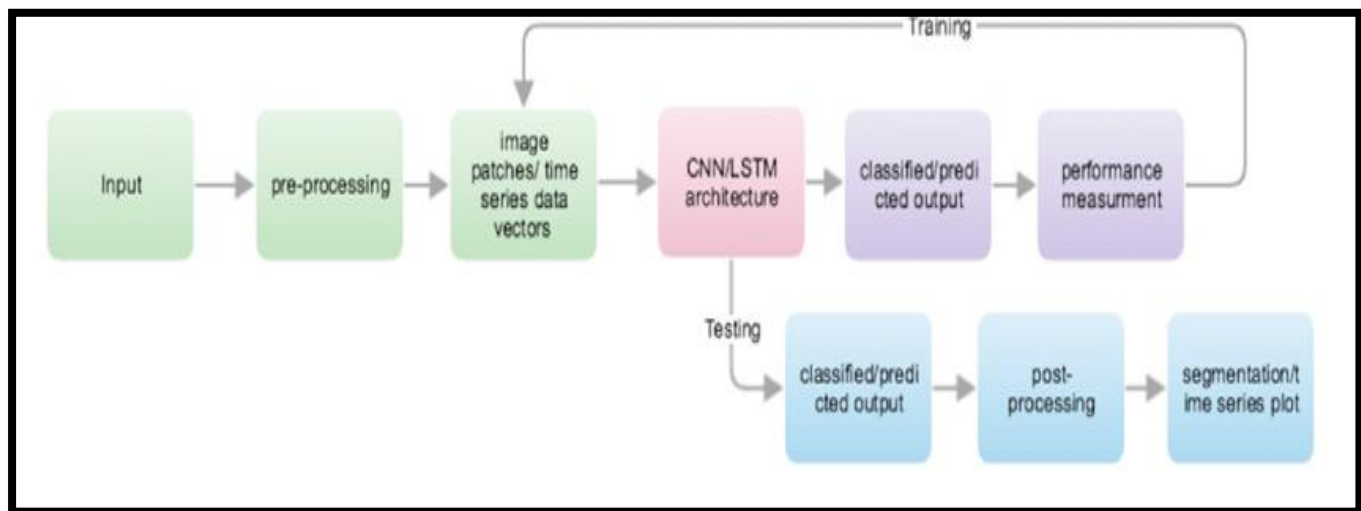 Training
Input
pre-processing
image
patches/ time
series data
vectors
CNN/LSTM
architecture
classified/predi
cted output
performance
measurment
Testing
classified/predi
cted output
post-
processing
segmentation/t
ime series plot